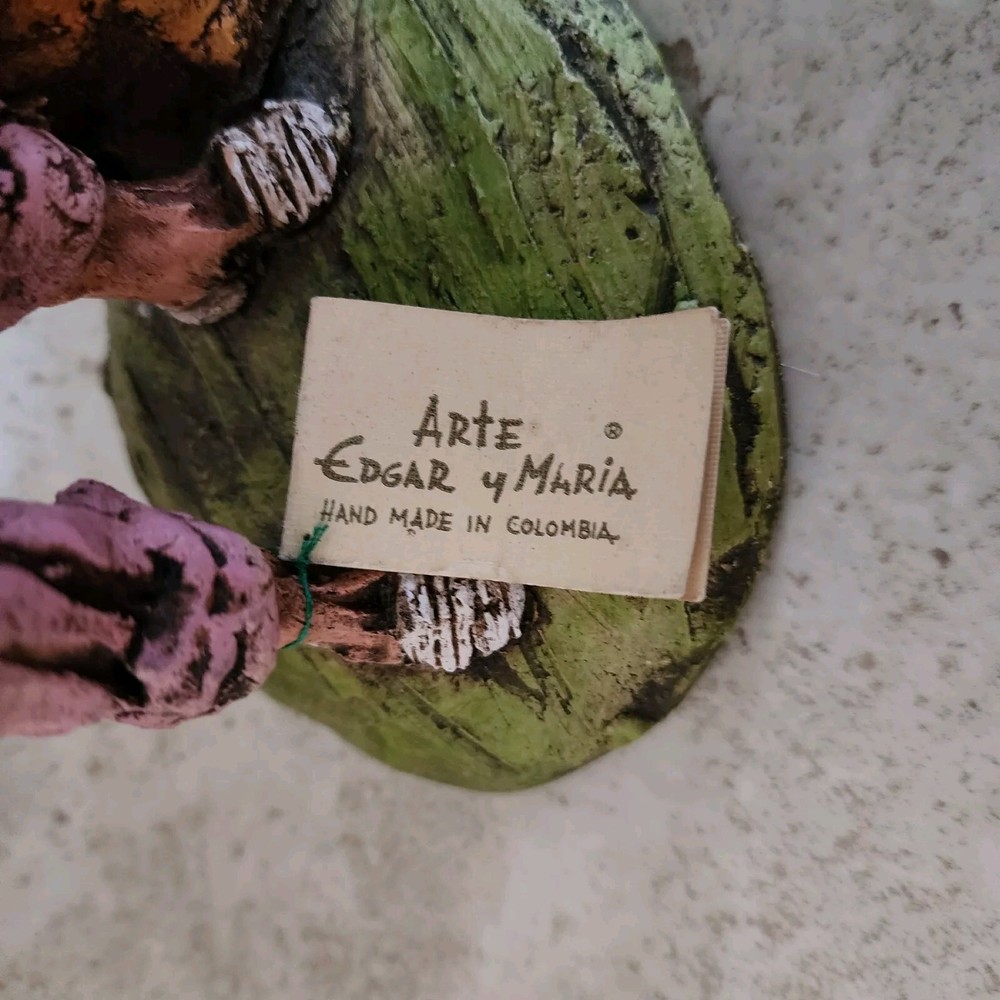 ARTE ®
EDGAR y MARIA
HAND MADE IN COLOMBIA